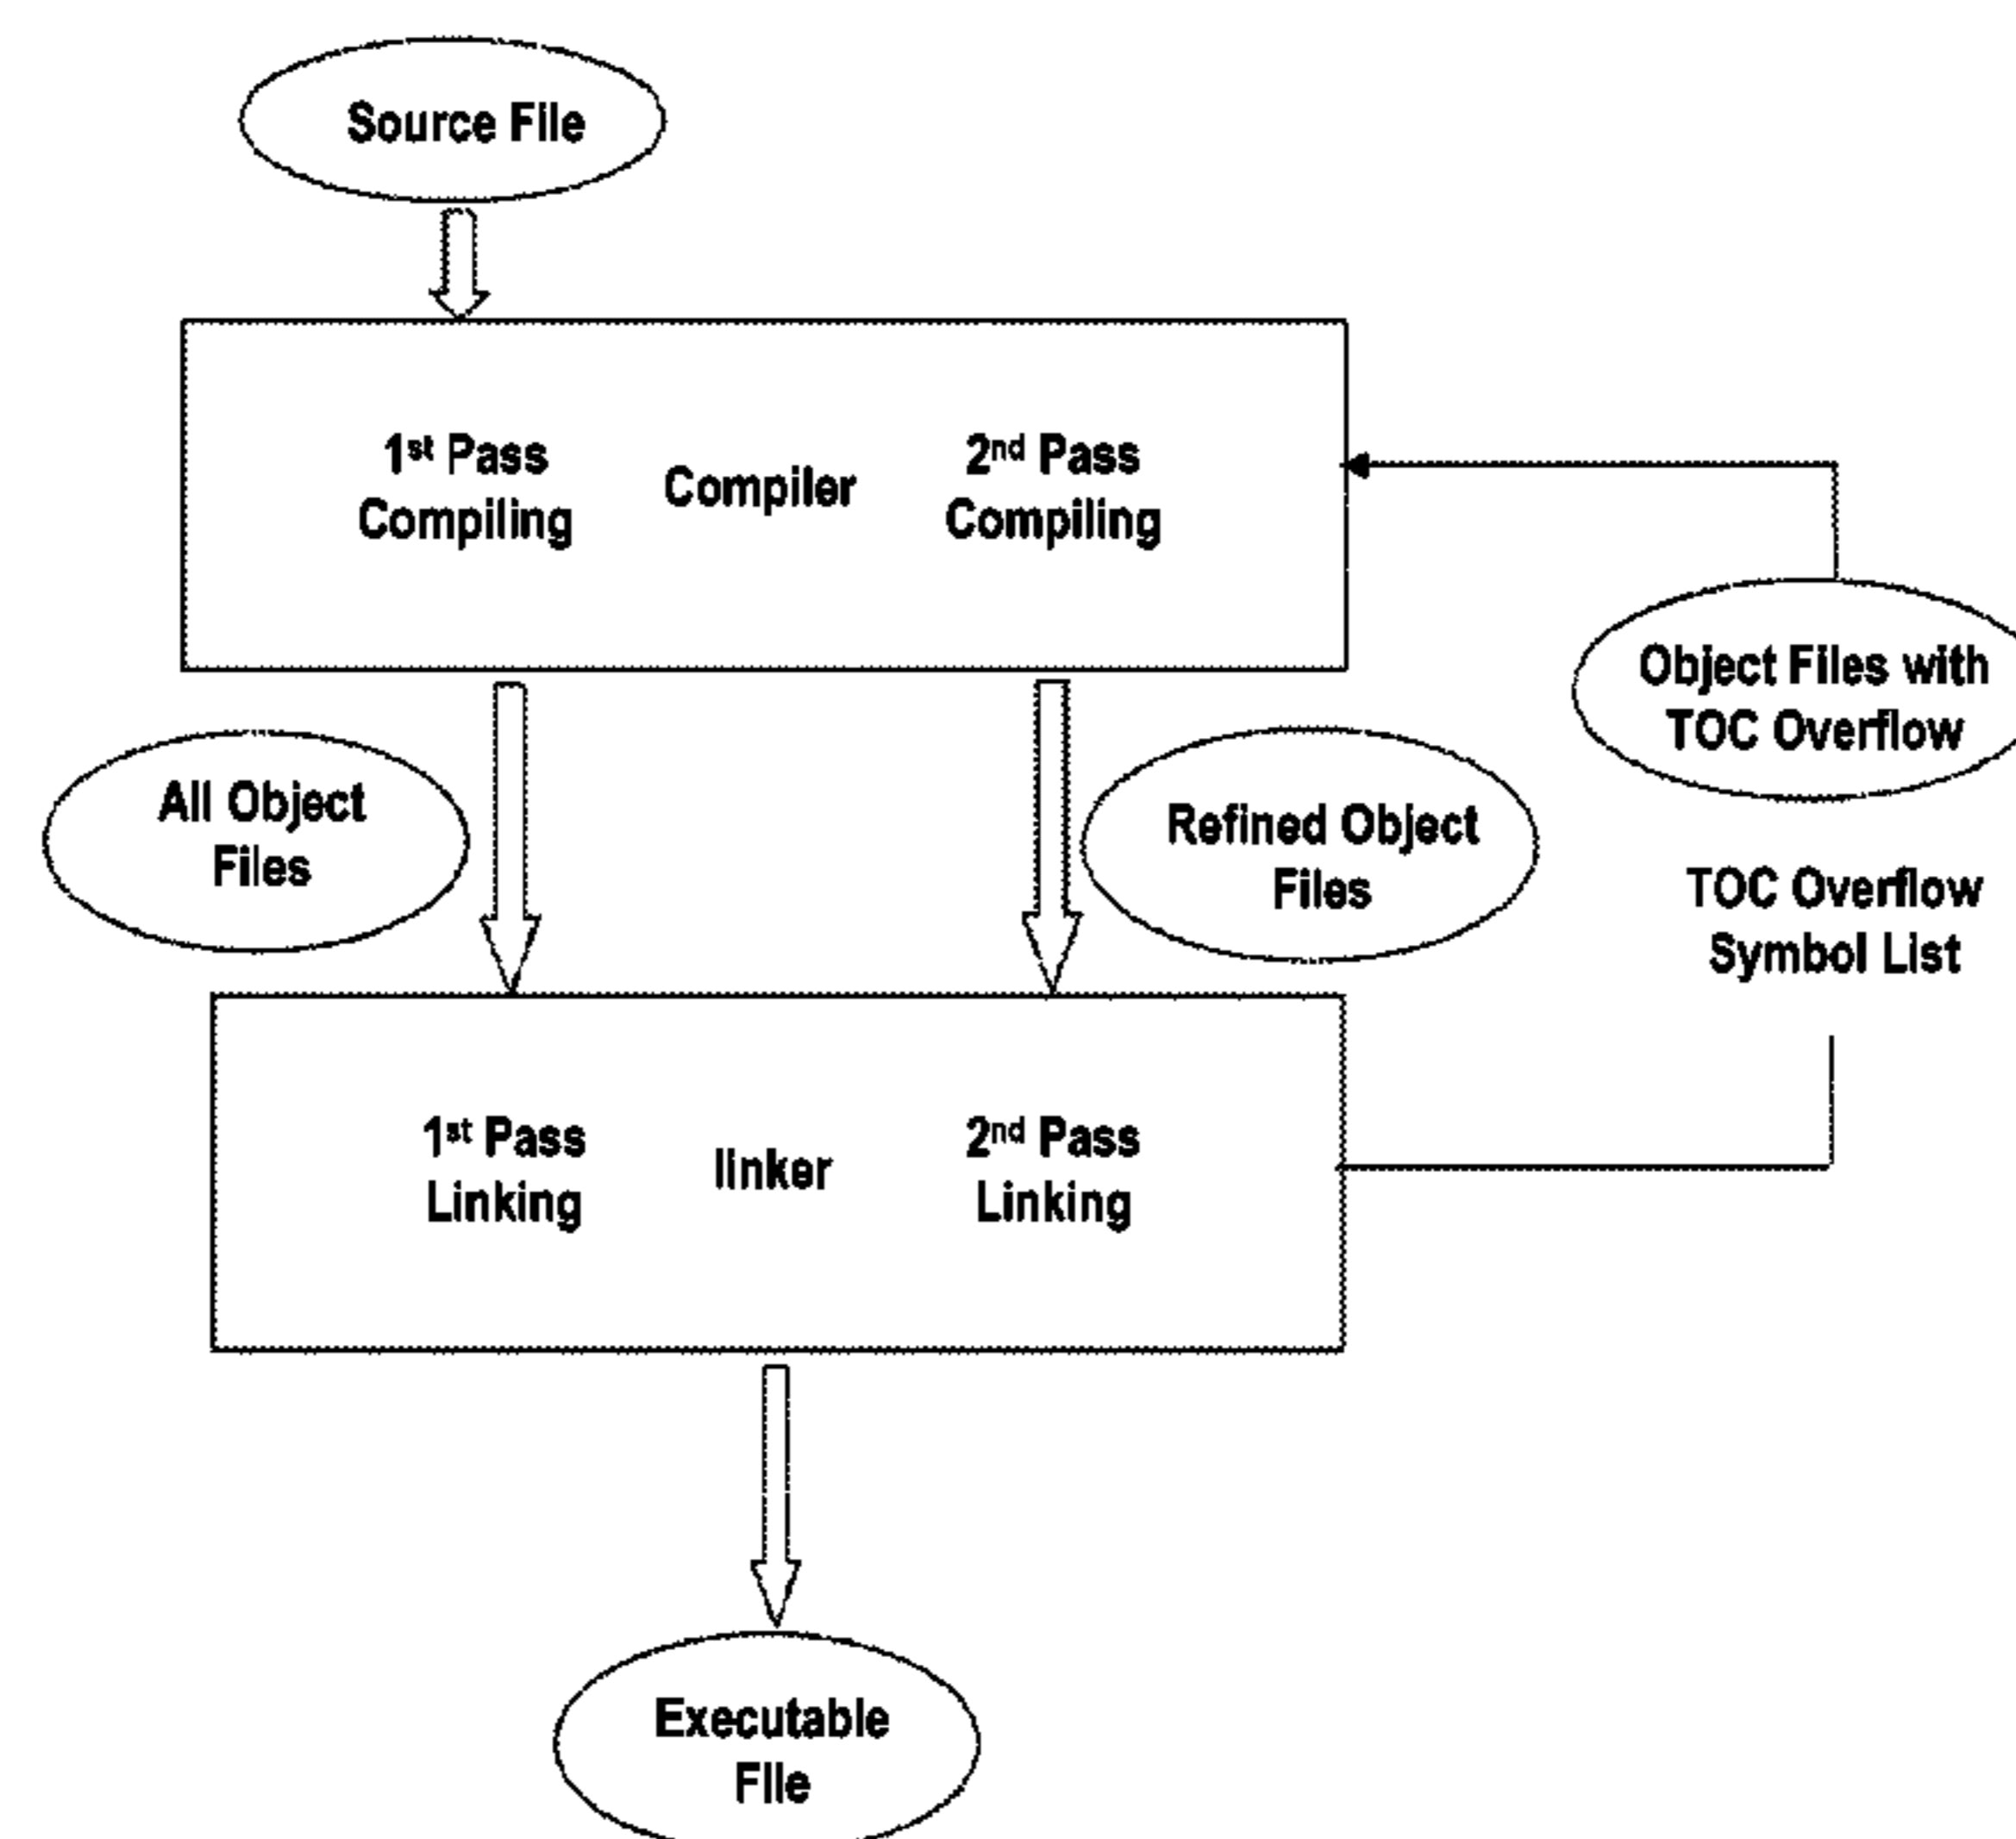 Source File
1st Pass
Compiling
Compiler
2nd Pass
Compiling
Object Files with
TOC Overflow
All Object
Files
Refined Object
Files
TOC Overflow
Symbol List
1st Pass
Linking
linker
2nd Pass
Linking
Executable
File